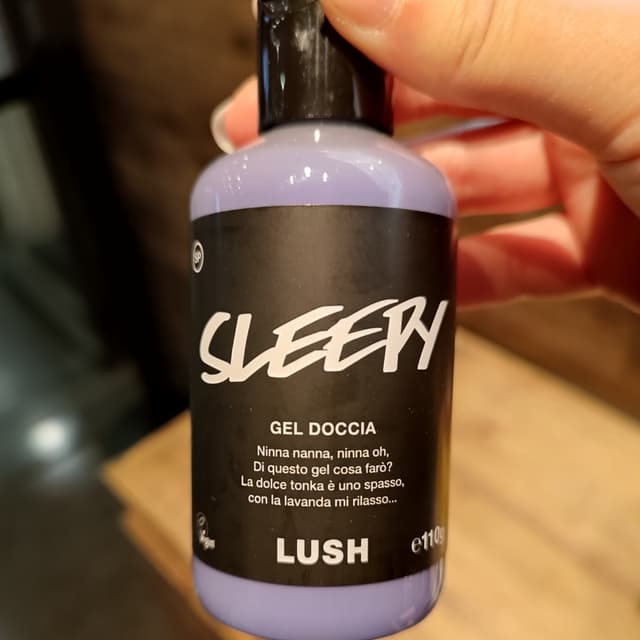 SP
SLEEPY
GEL DOCCIA
Ninna nanna, ninna oh,
Di questo gel cosa farò?
La dolce tonka è uno spasso,
con la lavanda mi rilasso...
LUSH
℮110g